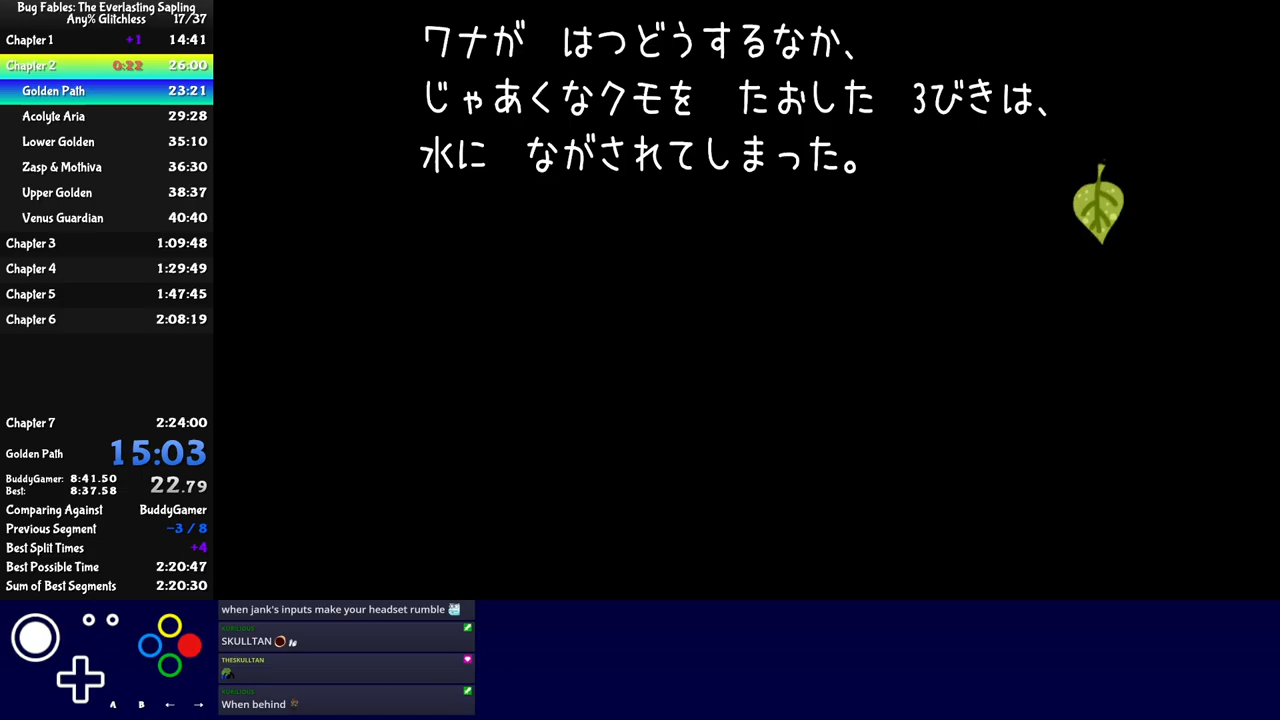 Bug Fables: The Everlasting Sapling
Any% Glitchless 17/37
Chapter 1 +1 14:41
Chapter 2 0:22 26:00
Golden Path 23:21
Acolyte Aria 29:28
Lower Golden 35:10
Zasp & Mothiva 36:30
Upper Golden 38:37
Venus Guardian 40:40
Chapter 3 1:09:48
Chapter 4 1:29:49
Chapter 5 1:47:45
Chapter 6 2:08:19
Chapter 7 2:24:00
Golden Path 15:03
BuddyGamer: 8:41.50
Best: 8:37.58
22.79
Comparing Against BuddyGamer
Previous Segment -3 / 8
Best Split Times +4
Best Possible Time 2:20:47
Sum of Best Segments 2:20:30
ワナが はつどうするなか、
じゃあくなクモを たおした 3びきは、
水に ながされてしまった。
A B ← →
when jank's inputs make your headset rumble
SKULLTAN
THESKULLTAN
When behind